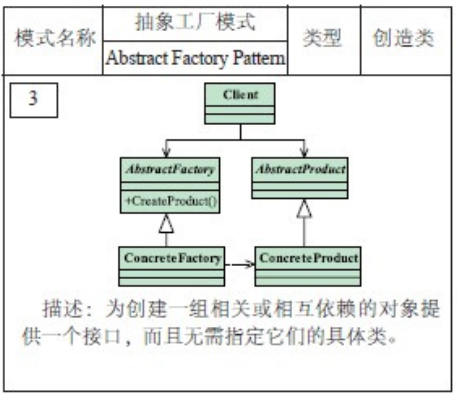 模式名称
抽象工厂模式
Abstract Factory Pattern
类型
创造类
3
Client
AbstractFactory
+CreateProduct()
AbstractProduct
ConcreteFactory
ConcreteProduct
描述：为创建一组相关或相互依赖的对象提
供一个接口，而且无需指定它们的具体类。